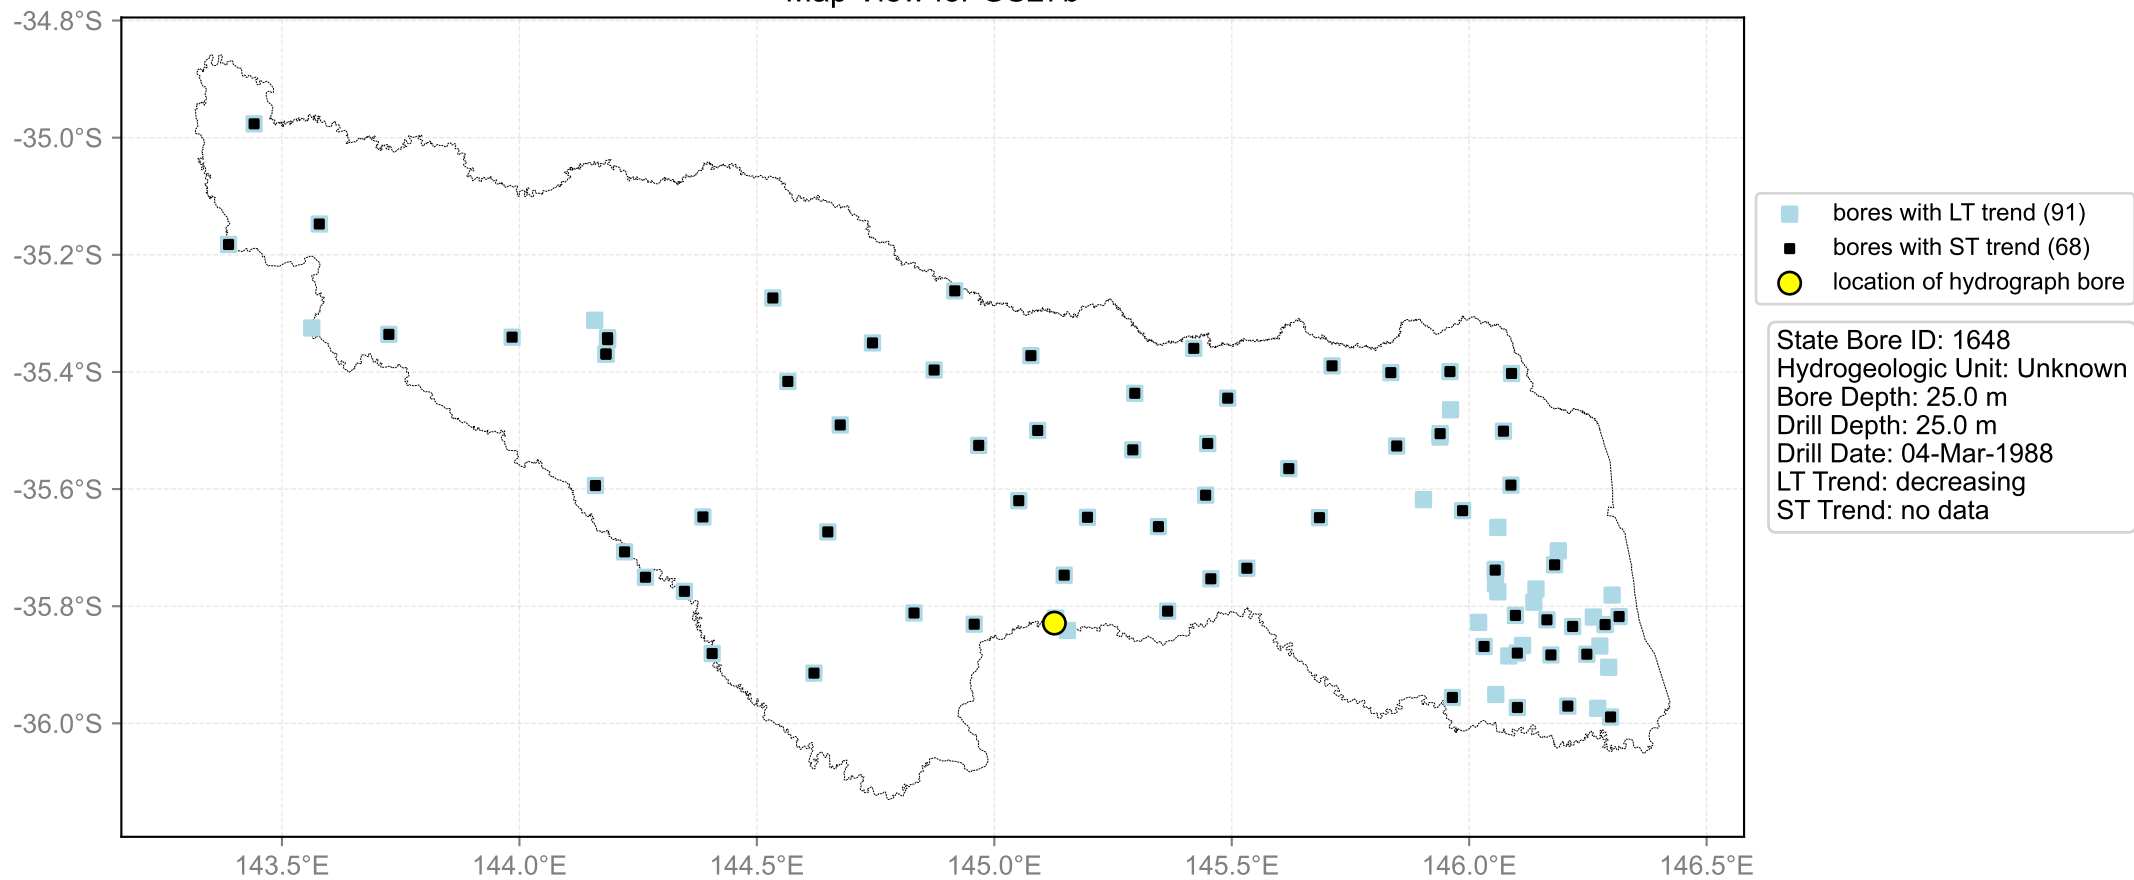 -34.8°S
-35.0°S
-35.2°S
-35.4°S
-35.6°S
-35.8°S
-36.0°S
143.5°E
144.0°E
144.5°E
145.0°E
145.5°E
146.0°E
146.5°E
bores with LT trend (91)
bores with ST trend (68)
location of hydrograph bore
State Bore ID: 1648
Hydrogeologic Unit: Unknown
Bore Depth: 25.0 m
Drill Depth: 25.0 m
Drill Date: 04-Mar-1988
LT Trend: decreasing
ST Trend: no data